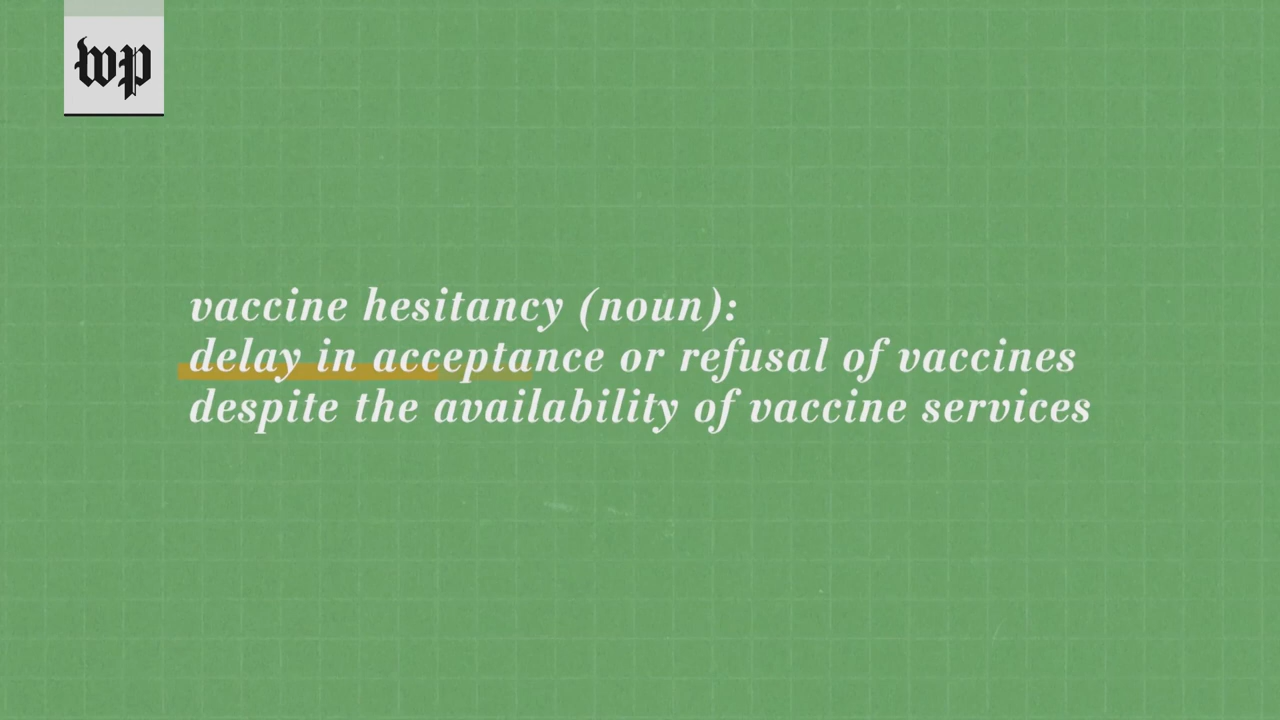 wp
vaccine hesitancy (noun):
delay in acceptance or refusal of vaccines
despite the availability of vaccine services